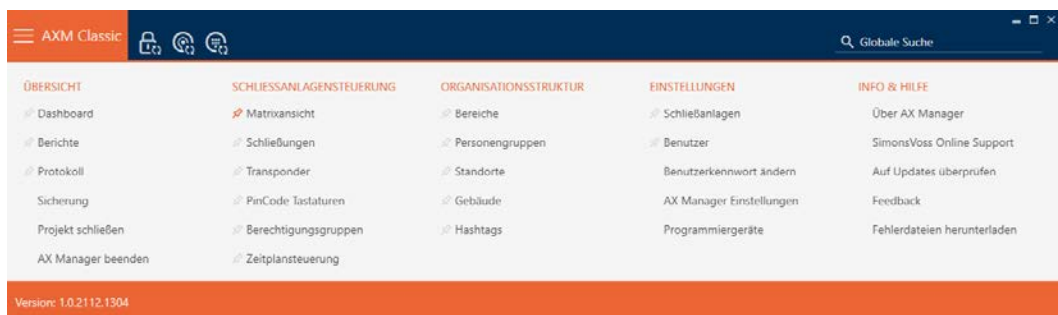 AXM Classic
Globale Suche
ÜBERSICHT
Dashboard
Berichte
Protokoll
Sicherung
Projekt schließen
AX Manager beenden
SCHLIESSANLAGENSTEUERUNG
Matrixansicht
Schließungen
Transponder
PinCode Tastaturen
Berechtigungsgruppen
Zeitplansteuerung
ORGANISATIONSSTRUKTUR
Bereiche
Personengruppen
Standorte
Gebäude
Hashtags
EINSTELLUNGEN
Schließanlagen
Benutzer
Benutzerkennwort ändern
AX Manager Einstellungen
Programmiergeräte
INFO & HILFE
Über AX Manager
SimonsVoss Online Support
Auf Updates überprüfen
Feedback
Fehlerdateien herunterladen
Version: 1.0.2112.1304